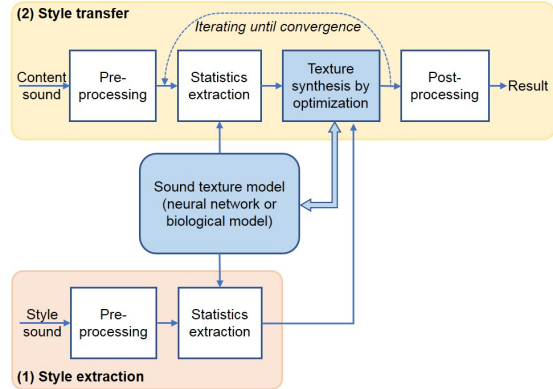 (2) Style transfer
Iterating until convergence
Content
sound
Pre-
processing
Statistics
extraction
Texture
synthesis by
optimization
Post-
processing
Result
Sound texture model
(neural network or
biological model)
Style
sound
Pre-
processing
Statistics
extraction
(1) Style extraction